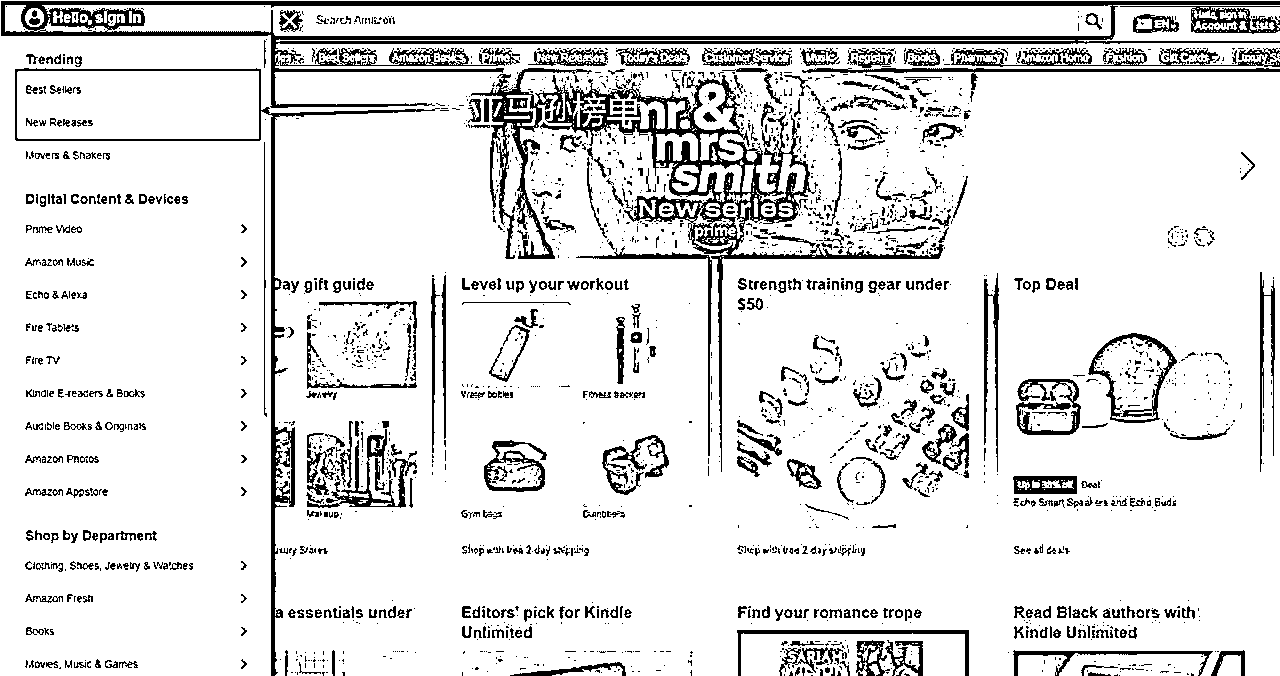 Hello, sign in
Search Amazon
EN
Hello, sign in
Account & Lists
Best Sellers
Amazon Basics
Prime
New Releases
Today's Deals
Customer Service
Music
Registry
Books
Pharmacy
Amazon Home
Fashion
Gift Cards
Luxury
Trending
Best Sellers
New Releases
Movers & Shakers
Digital Content & Devices
Prime Video
Amazon Music
Echo & Alexa
Fire Tablets
Fire TV
Kindle E-readers & Books
Audible Books & Originals
Amazon Photos
Amazon Appstore
Shop by Department
Clothing, Shoes, Jewelry & Watches
Amazon Fresh
Books
Movies, Music & Games
亚马逊榜单
mr. &
mrs.
smith
New series
prime
Day gift guide
Jewelry
Makeup
Luxury Stores
Level up your workout
Water bottles
Fitness trackers
Gym bags
Dumbbells
Shop with free 2-day shipping
Strength training gear under
$50
Shop with free 2-day shipping
Top Deal
Up to 30% off
Deal
Echo Smart Speakers and Echo Buds
See all deals
essentials under
Editors' pick for Kindle
Unlimited
Find your romance trope
Read Black authors with
Kindle Unlimited